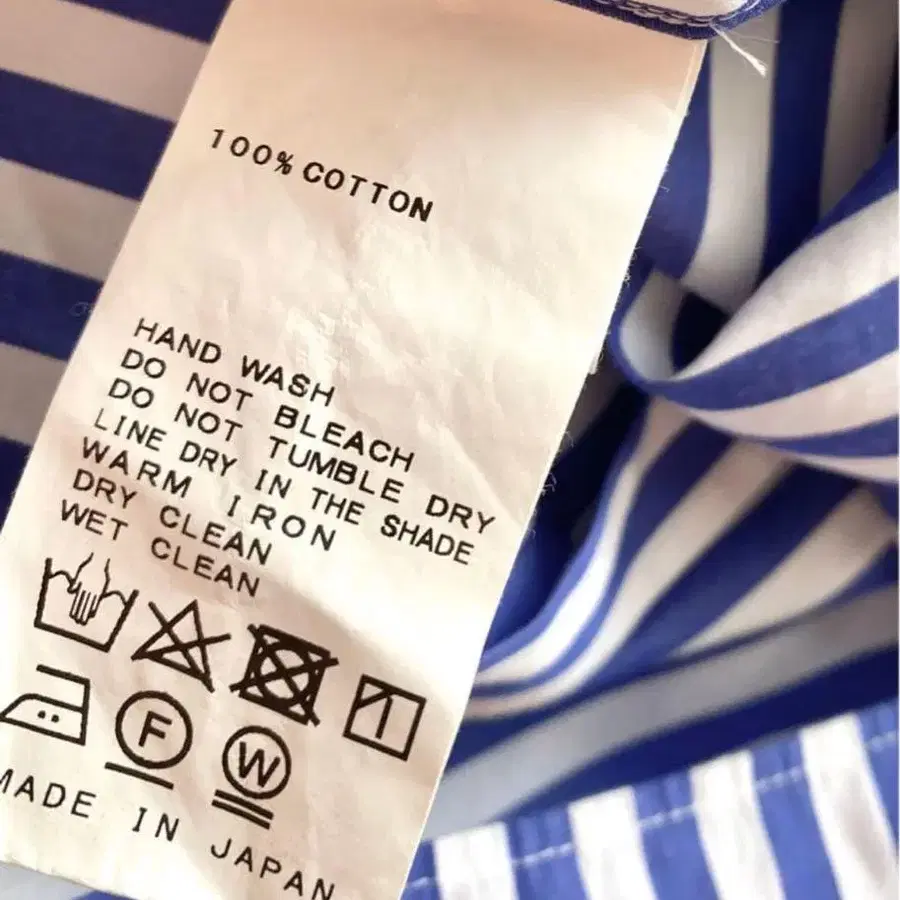 100% COTTON
HAND WASH
DO NOT BLEACH
DO NOT TUMBLE DRY
LINE DRY IN THE SHADE
WARM IRON
DRY CLEAN
WET CLEAN
F
W
MADE IN JAPAN